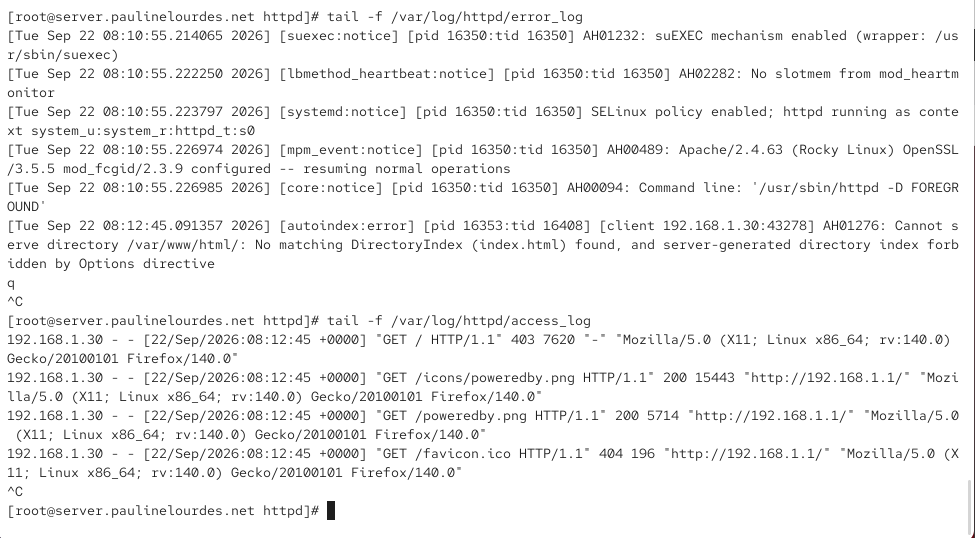 [root@server.paulinelourdes.net httpd]# tail -f /var/log/httpd/error_log
[Tue Sep 22 08:10:55.214065 2026] [suexec:notice] [pid 16350:tid 16350] AH01232: suEXEC mechanism enabled (wrapper: /us
r/sbin/suexec)
[Tue Sep 22 08:10:55.222250 2026] [lbmethod_heartbeat:notice] [pid 16350:tid 16350] AH02282: No slotmem from mod_heartm
onitor
[Tue Sep 22 08:10:55.223797 2026] [systemd:notice] [pid 16350:tid 16350] SELinux policy enabled; httpd running as conte
xt system_u:system_r:httpd_t:s0
[Tue Sep 22 08:10:55.226974 2026] [mpm_event:notice] [pid 16350:tid 16350] AH00489: Apache/2.4.63 (Rocky Linux) OpenSSL
/3.5.5 mod_fcgid/2.3.9 configured -- resuming normal operations
[Tue Sep 22 08:10:55.226985 2026] [core:notice] [pid 16350:tid 16350] AH00094: Command line: '/usr/sbin/httpd -D FOREGR
OUND'
[Tue Sep 22 08:12:45.091357 2026] [autoindex:error] [pid 16353:tid 16408] [client 192.168.1.30:43278] AH01276: Cannot s
erve directory /var/www/html/: No matching DirectoryIndex (index.html) found, and server-generated directory index forb
idden by Options directive
q
^C
[root@server.paulinelourdes.net httpd]# tail -f /var/log/httpd/access_log
192.168.1.30 - - [22/Sep/2026:08:12:45 +0000] "GET / HTTP/1.1" 403 7620 "-" "Mozilla/5.0 (X11; Linux x86_64; rv:140.0)
Gecko/20100101 Firefox/140.0"
192.168.1.30 - - [22/Sep/2026:08:12:45 +0000] "GET /icons/poweredby.png HTTP/1.1" 200 15443 "http://192.168.1.1/" "Mozi
lla/5.0 (X11; Linux x86_64; rv:140.0) Gecko/20100101 Firefox/140.0"
192.168.1.30 - - [22/Sep/2026:08:12:45 +0000] "GET /poweredby.png HTTP/1.1" 200 5714 "http://192.168.1.1/" "Mozilla/5.0
 (X11; Linux x86_64; rv:140.0) Gecko/20100101 Firefox/140.0"
192.168.1.30 - - [22/Sep/2026:08:12:45 +0000] "GET /favicon.ico HTTP/1.1" 404 196 "http://192.168.1.1/" "Mozilla/5.0 (X
11; Linux x86_64; rv:140.0) Gecko/20100101 Firefox/140.0"
^C
[root@server.paulinelourdes.net httpd]#